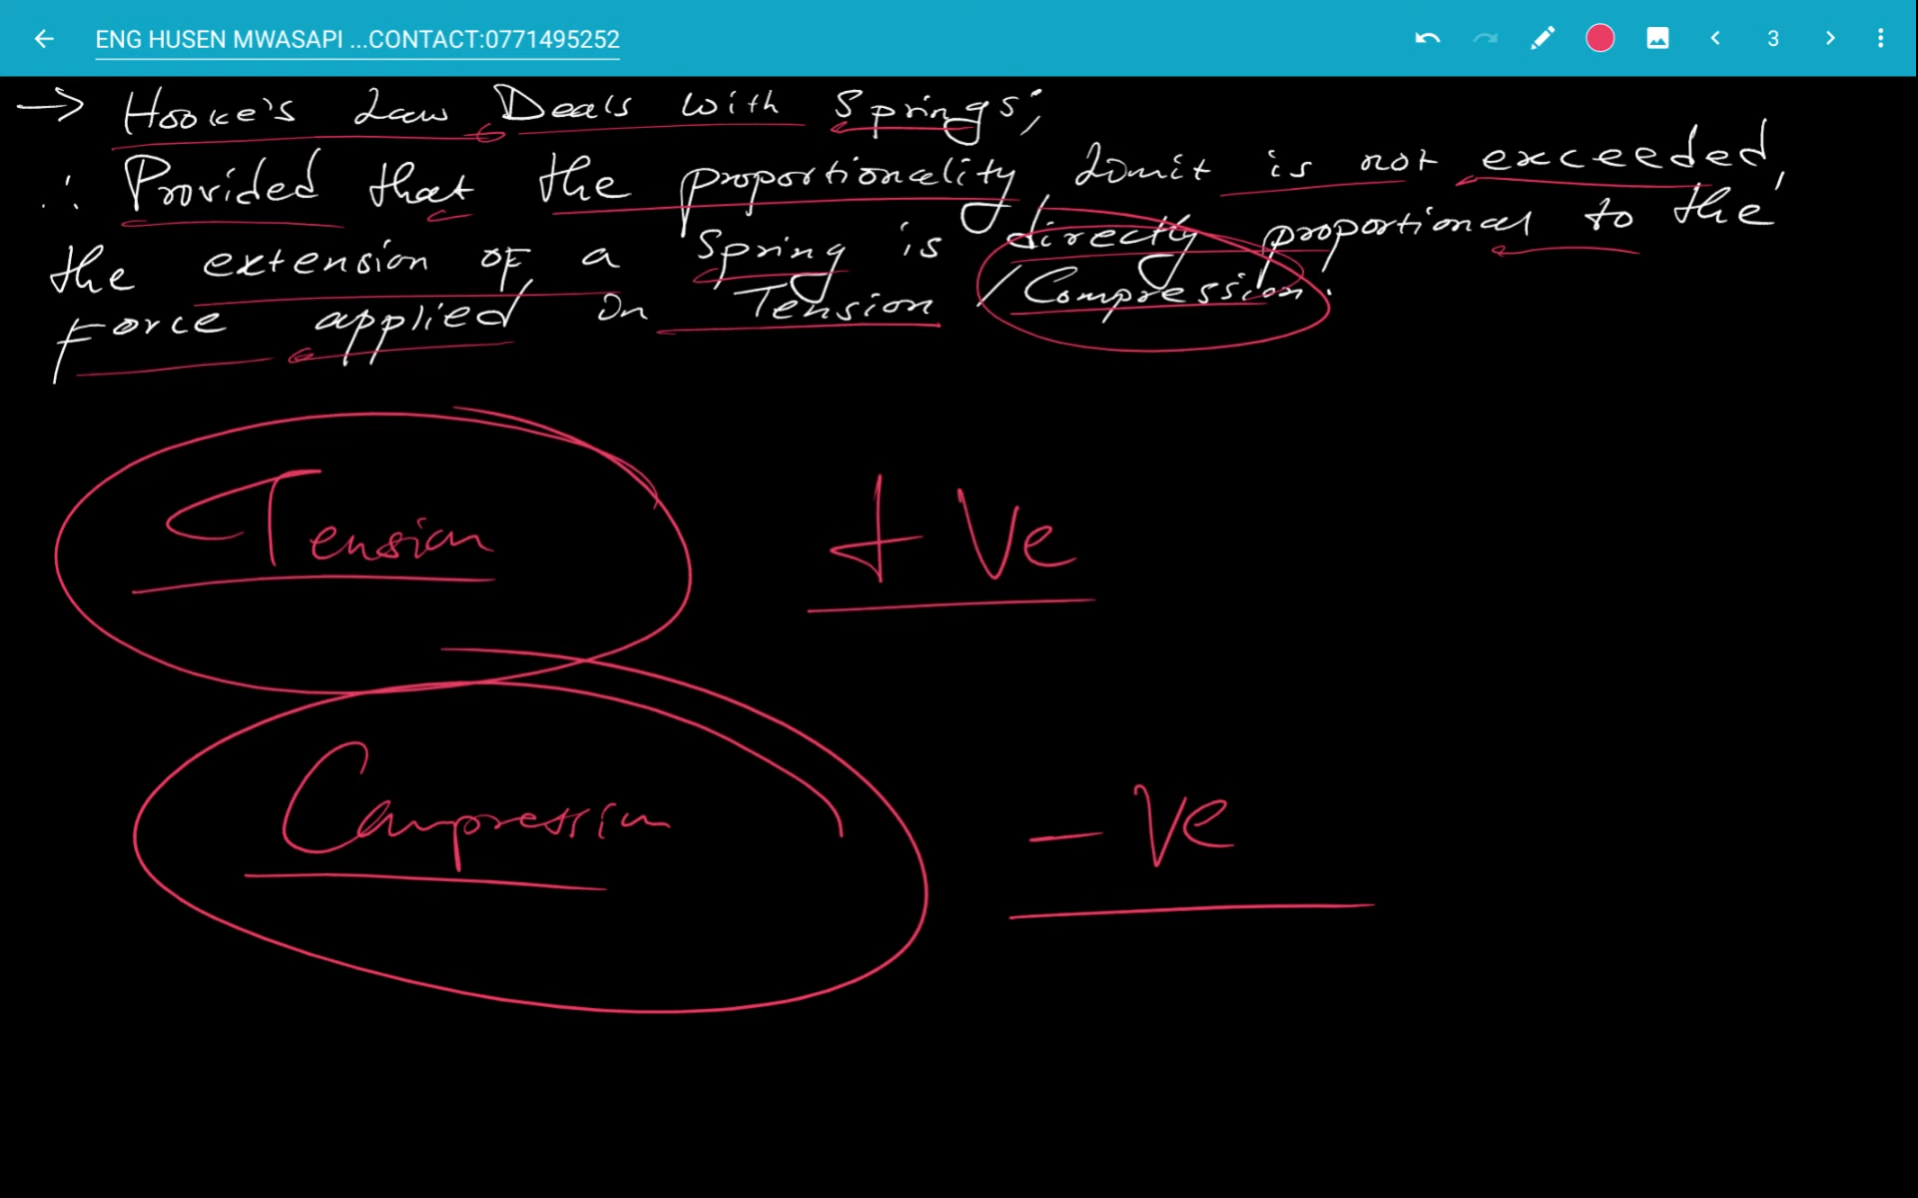 ENG HUSEN MWASAPI ...CONTACT:0771495252
3
→ Hooke's Law Deals with Springs;
∴ Provided that the proportionality limit is not exceeded,
the extension of a spring is directly proportional to the
force applied on Tension / Compression.
Tension +Ve
Compression -Ve